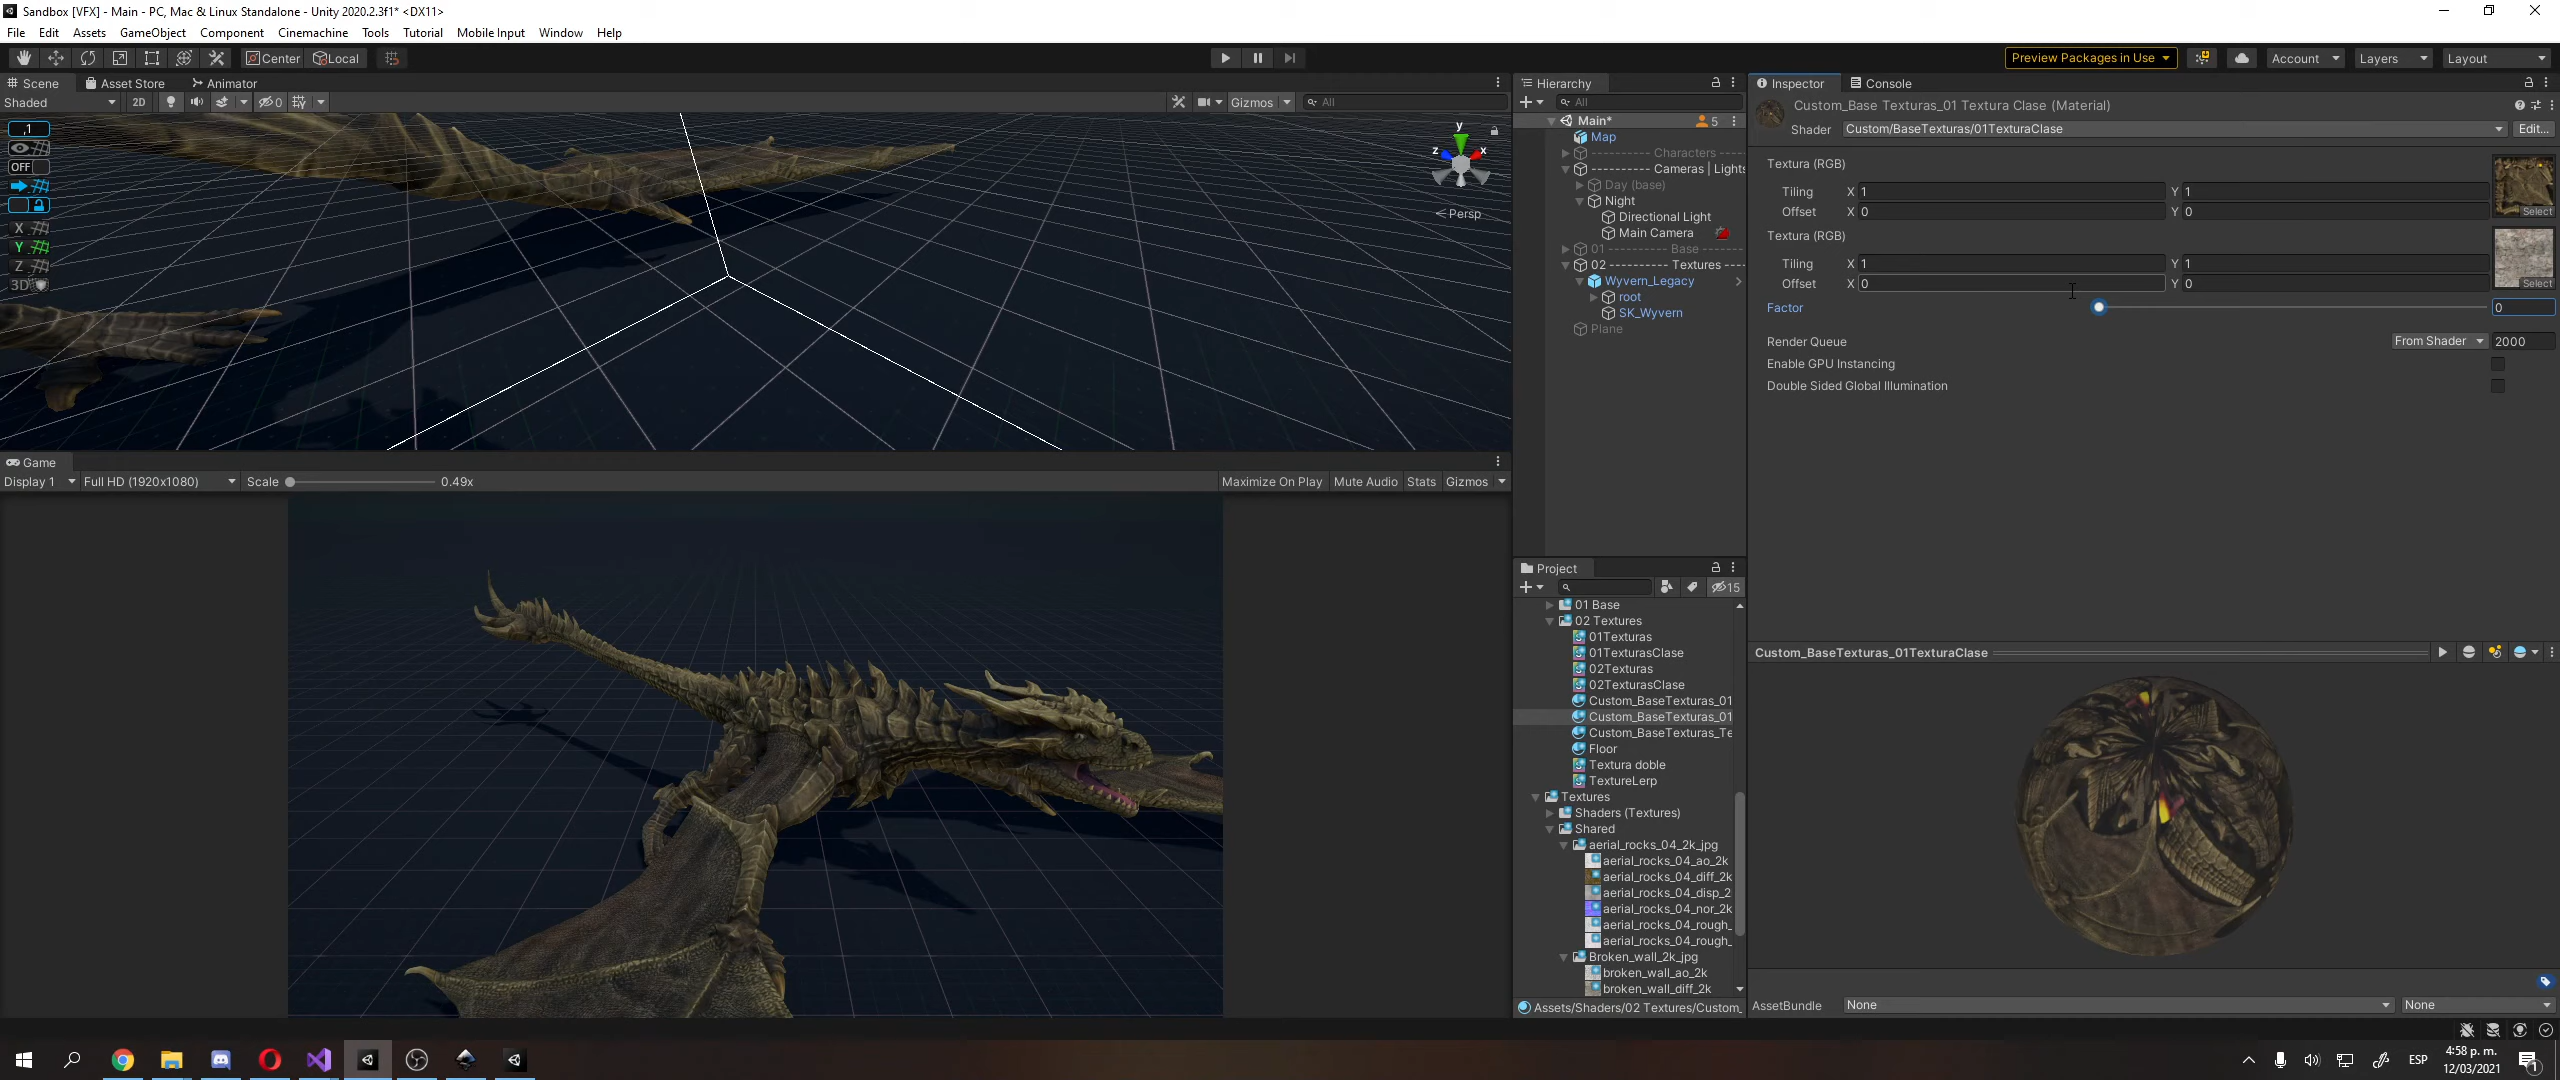 Sandbox [VFX] - Main - PC, Mac & Linux Standalone - Unity 2020.2.3f1* <DX11>
File Edit Assets GameObject Component Cinemachine Tools Tutorial Mobile Input Window Help
Center Local
Preview Packages in Use Account Layers Layout
Scene Asset Store Animator
Shaded 2D 0 Gizmos All
,1
OFF
X
Y
Z
3D
y
z x
Persp
Game
Display 1 Full HD (1920x1080) Scale 0.49x Maximize On Play Mute Audio Stats Gizmos
Hierarchy
All
Main* 5
Map
---------- Characters ----
---------- Cameras | Lights
Day (base)
Night
Directional Light
Main Camera
01 ---------- Base -------
02 ---------- Textures ----
Wyvern_Legacy
root
SK_Wyvern
Plane
Project
15
01 Base
02 Textures
01Texturas
01TexturasClase
02Texturas
02TexturasClase
Custom_BaseTexturas_01
Custom_BaseTexturas_01
Custom_BaseTexturas_Te
Floor
Textura doble
TextureLerp
Textures
Shaders (Textures)
Shared
aerial_rocks_04_2k_jpg
aerial_rocks_04_ao_2k
aerial_rocks_04_diff_2k
aerial_rocks_04_disp_2
aerial_rocks_04_nor_2k
aerial_rocks_04_rough_
aerial_rocks_04_rough_
Broken_wall_2k_jpg
broken_wall_ao_2k
broken_wall_diff_2k
Assets/Shaders/02 Textures/Custom_
Inspector Console
Custom_Base Texturas_01 Textura Clase (Material)
Shader Custom/BaseTexturas/01TexturaClase Edit...
Textura (RGB)
Tiling X 1 Y 1
Offset X 0 Y 0
Select
Textura (RGB)
Tiling X 1 Y 1
Offset X 0 Y 0
Select
Factor 0
Render Queue From Shader 2000
Enable GPU Instancing
Double Sided Global Illumination
Custom_BaseTexturas_01TexturaClase
AssetBundle None None
ESP
4:58 p. m.
12/03/2021
1